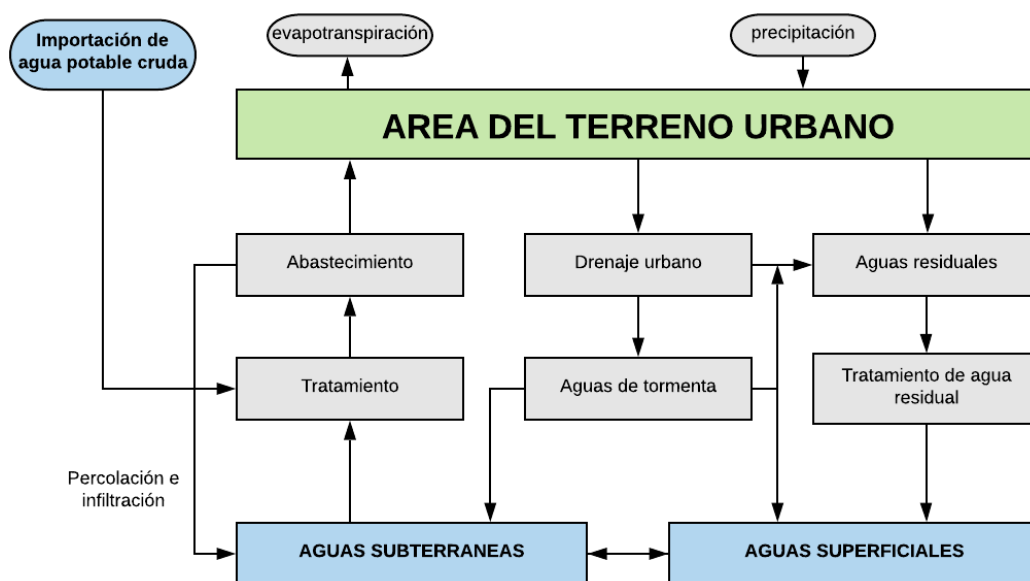 Importación de
agua potable cruda
evapotranspiración
precipitación
AREA DEL TERRENO URBANO
Abastecimiento
Drenaje urbano
Aguas residuales
Tratamiento
Aguas de tormenta
Tratamiento de agua
residual
Percolación e
infiltración
AGUAS SUBTERRANEAS
AGUAS SUPERFICIALES